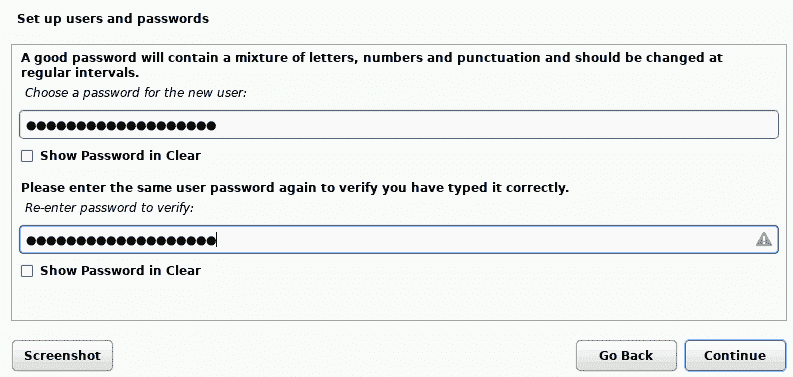 Set up users and passwords
A good password will contain a mixture of letters, numbers and punctuation and should be changed at
regular intervals.
Choose a password for the new user:
●●●●●●●●●●●●●●●●●●●
Show Password in Clear
Please enter the same user password again to verify you have typed it correctly.
Re-enter password to verify:
●●●●●●●●●●●●●●●●●●●
Show Password in Clear
Screenshot
Go Back
Continue